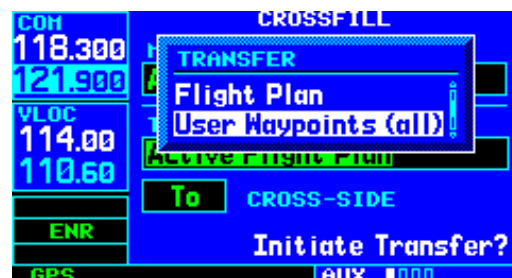 COM
118.300
121.900
VLOC
114.00
110.60
ENR
GPS
CROSSFILL
TRANSFER
Flight Plan
User Waypoints (all)
Active Flight Plan
To CROSS-SIDE
Initiate Transfer?
AUX